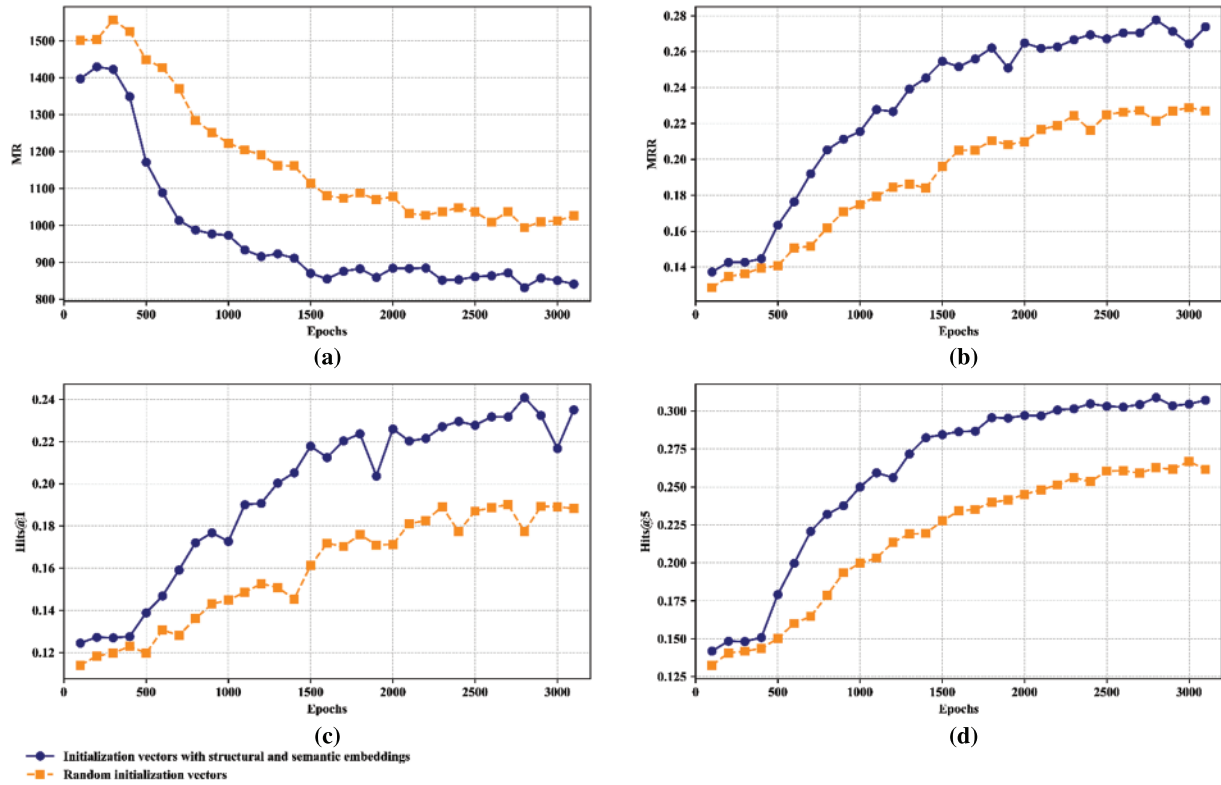 1500
1400
1300
1200
1100
1000
900
800
MR
0 500 1000 1500 2000 2500 3000
Epochs
(a)
0.28
0.26
0.24
0.22
0.20
0.18
0.16
0.14
MRR
0 500 1000 1500 2000 2500 3000
Epochs
(b)
0.24
0.22
0.20
0.18
0.16
0.14
0.12
Hits@1
0 500 1000 1500 2000 2500 3000
Epochs
(c)
0.300
0.275
0.250
0.225
0.200
0.175
0.150
0.125
Hits@5
0 500 1000 1500 2000 2500 3000
Epochs
(d)
Initialization vectors with structural and semantic embeddings
Random initialization vectors